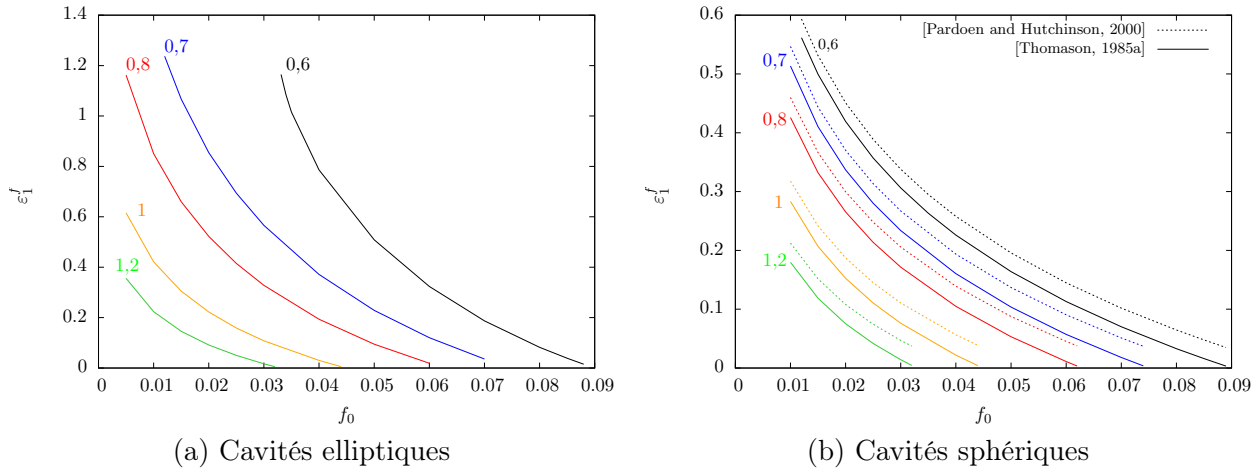 1.4
1.2
1
0.8
0.6
0.4
0.2
0
0,8
0,7
0,6
1
1,2
ε₁ᶠ
0 0.01 0.02 0.03 0.04 0.05 0.06 0.07 0.08 0.09
f₀
(a) Cavités elliptiques
0.6
0.5
0.4
0.3
0.2
0.1
0
[Pardoen and Hutchinson, 2000]
[Thomason, 1985a]
0,6
0,7
0,8
1
1,2
ε₁ᶠ
0 0.01 0.02 0.03 0.04 0.05 0.06 0.07 0.08 0.09
f₀
(b) Cavités sphériques